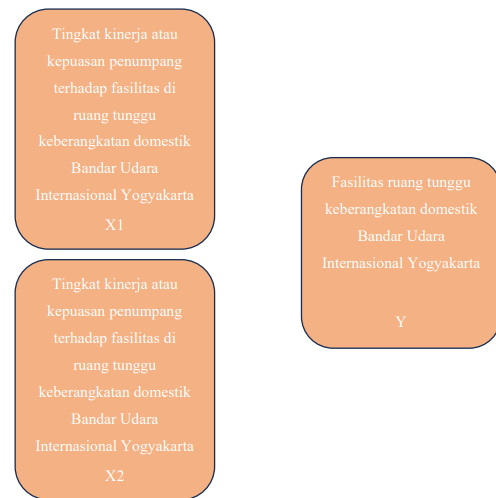 Tingkat kinerja atau
kepuasan penumpang
terhadap fasilitas di
ruang tunggu
keberangkatan domestik
Bandar Udara
Internasional Yogyakarta
X1
Tingkat kinerja atau
kepuasan penumpang
terhadap fasilitas di
ruang tunggu
keberangkatan domestik
Bandar Udara
Internasional Yogyakarta
X2
Fasilitas ruang tunggu
keberangkatan domestik
Bandar Udara
Internasional Yogyakarta
Y